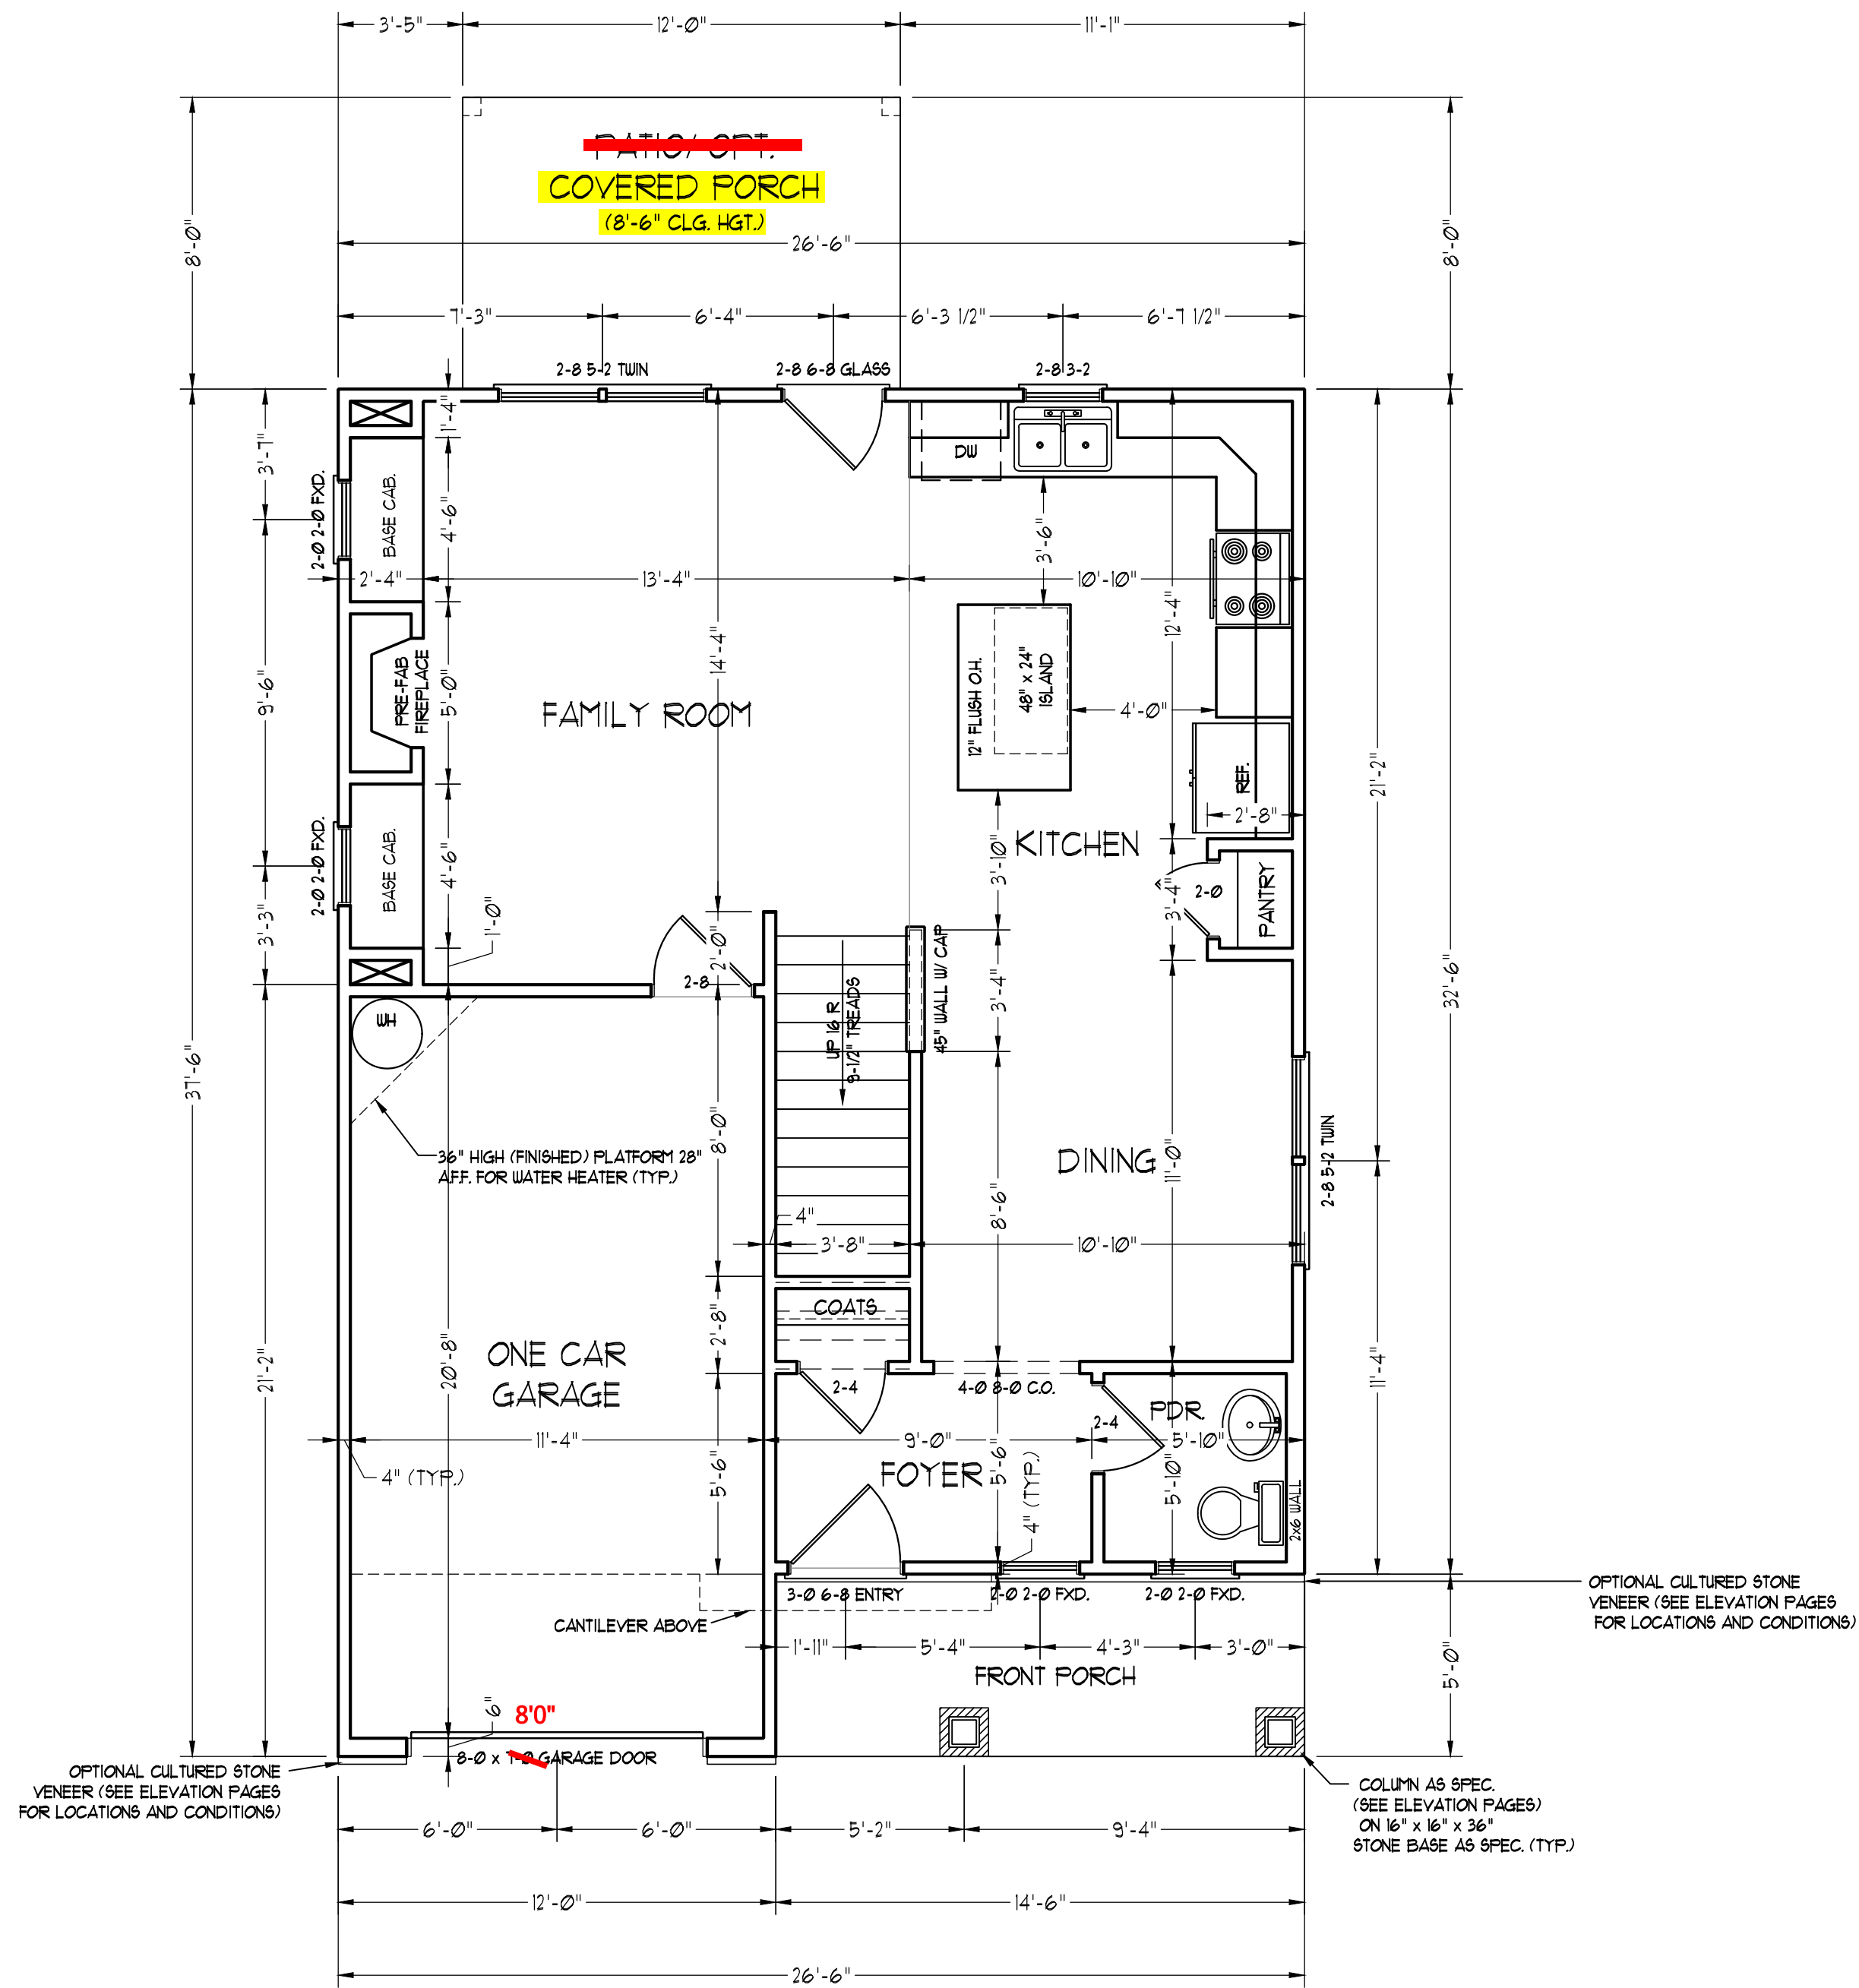 3'-5"
12'-0"
11'-1"
PATIO/ OPT.
COVERED PORCH
(8'-6" CLG. HGT.)
26'-6"
8'-0"
8'-0"
7'-3"
6'-4"
6'-3 1/2"
6'-7 1/2"
2-8 5-2 TWIN
2-8 6-8 GLASS
2-8 3-2
1'-4"
3'-7"
2-0 2-0 FXD.
BASE CAB.
4'-6"
DW
3'-6"
2'-4"
13'-4"
10'-10"
12'-4"
14'-4"
9'-6"
PRE-FAB
FIREPLACE
5'-0"
FAMILY ROOM
12" FLUSH O.H.
48" x 24"
ISLAND
4'-0"
REF.
2'-8"
21'-2"
KITCHEN
3'-10"
2-0 2-0 FXD.
BASE CAB.
4'-6"
3'-3"
1'-0"
2'-0"
2-8
3'-4"
2-0
PANTRY
45" WALL W/ CAP
3'-4"
UP 16 R
9-1/2" TREADS
32'-6"
WH
37'-6"
36" HIGH (FINISHED) PLATFORM 28"
A.F.F. FOR WATER HEATER (TYP.)
8'-0"
DINING
11'-0"
2-8 5-2 TWIN
8'-6"
4"
3'-8"
10'-10"
COATS
2'-8"
ONE CAR
GARAGE
20'-8"
21'-2"
11'-4"
2-4
4-0 8-0 C.O.
2-4
PDR.
11'-4"
9'-0"
5'-10"
4" (TYP.)
5'-6"
FOYER
5'-6"
4" (TYP.)
5'-10"
2x6 WALL
3-0 6-8 ENTRY
2-0 2-0 FXD.
2-0 2-0 FXD.
OPTIONAL CULTURED STONE
VENEER (SEE ELEVATION PAGES
FOR LOCATIONS AND CONDITIONS)
CANTILEVER ABOVE
1'-11"
5'-4"
4'-3"
3'-0"
5'-0"
FRONT PORCH
6"
8'0"
8-0 x 7-0 GARAGE DOOR
OPTIONAL CULTURED STONE
VENEER (SEE ELEVATION PAGES
FOR LOCATIONS AND CONDITIONS)
COLUMN AS SPEC.
(SEE ELEVATION PAGES)
ON 16" x 16" x 36"
STONE BASE AS SPEC. (TYP.)
6'-0"
6'-0"
5'-2"
9'-4"
12'-0"
14'-6"
26'-6"